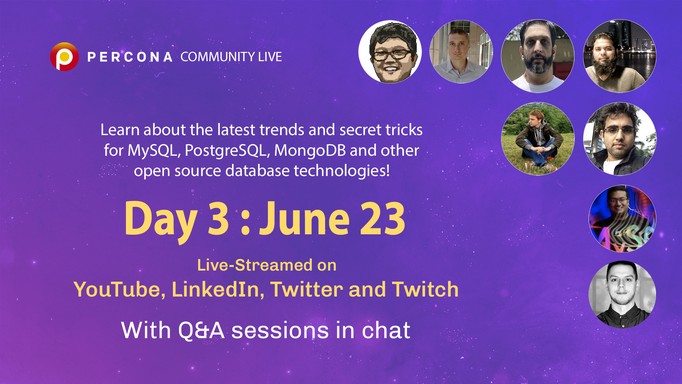 PERCONA COMMUNITY LIVE
Learn about the latest trends and secret tricks
for MySQL, PostgreSQL, MongoDB and other
open source database technologies!
Day 3 : June 23
Live-Streamed on
YouTube, LinkedIn, Twitter and Twitch
With Q&A sessions in chat